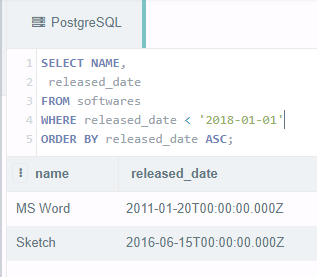 PostgreSQL
1 SELECT NAME,
2 released_date
3 FROM softwares
4 WHERE released_date < '2018-01-01'
5 ORDER BY released_date ASC;
name released_date
MS Word 2011-01-20T00:00:00.000Z
Sketch 2016-06-15T00:00:00.000Z